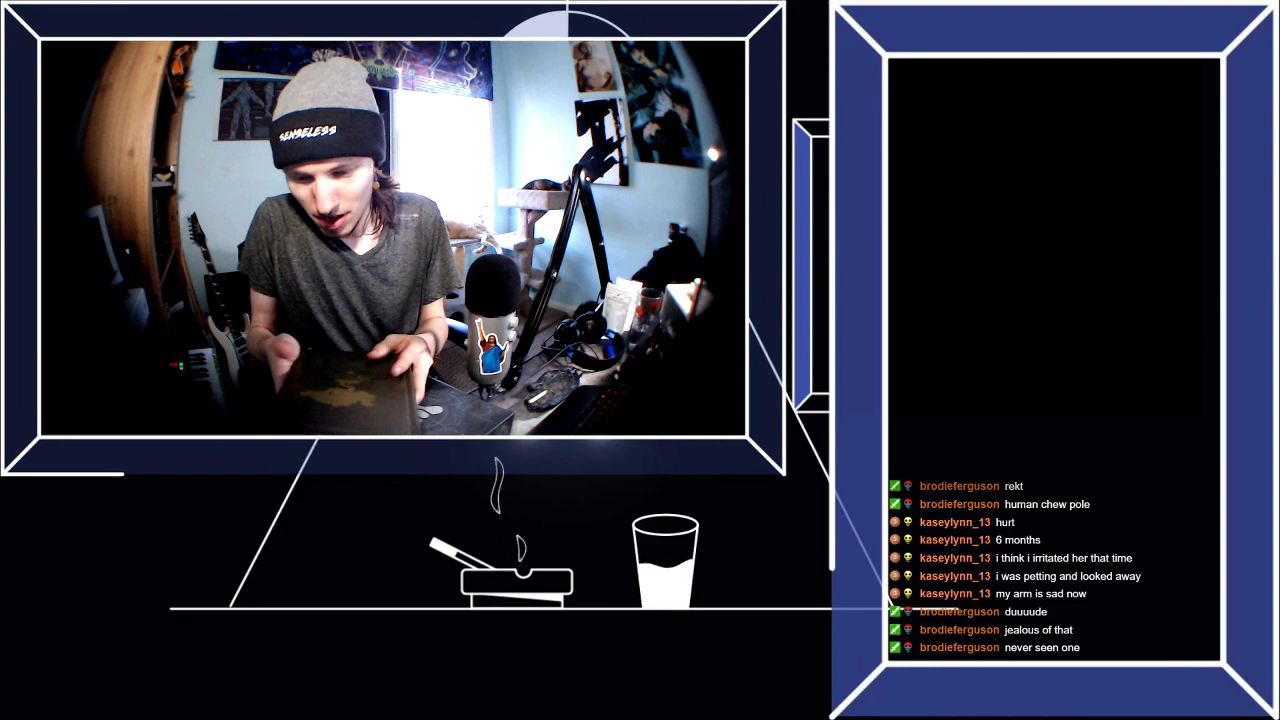 SENSELESS
brodieferguson rekt
brodieferguson human chew pole
kaseylynn_13 hurt
kaseylynn_13 6 months
kaseylynn_13 i think i irritated her that time
kaseylynn_13 i was petting and looked away
kaseylynn_13 my arm is sad now
brodieferguson duuuude
brodieferguson jealous of that
brodieferguson never seen one